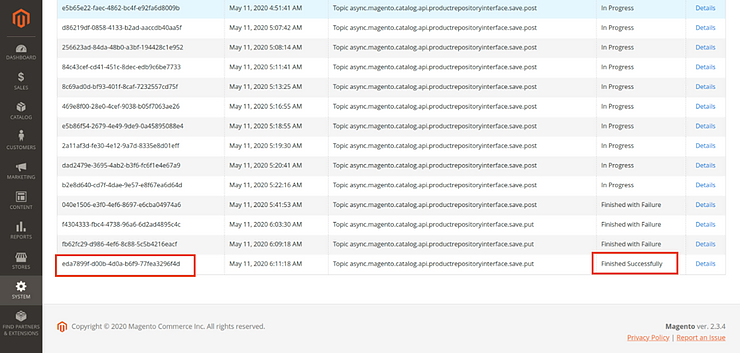 DASHBOARD
SALES
CATALOG
CUSTOMERS
MARKETING
CONTENT
REPORTS
STORES
SYSTEM
FIND PARTNERS
& EXTENSIONS
e5b65e22-faec-4862-bc4f-e92fa6d8009b May 11, 2020 4:51:41 AM Topic async.magento.catalog.api.productrepositoryinterface.save.post In Progress Details
d86219df-0858-4133-b2ad-aaccdb40aa5f May 11, 2020 5:07:42 AM Topic async.magento.catalog.api.productrepositoryinterface.save.post In Progress Details
256623ad-84da-48b0-a3bf-194428c1e952 May 11, 2020 5:08:14 AM Topic async.magento.catalog.api.productrepositoryinterface.save.post In Progress Details
84c43cef-cd41-451c-8dec-edb9c6be7733 May 11, 2020 5:11:41 AM Topic async.magento.catalog.api.productrepositoryinterface.save.post In Progress Details
8c69ad0d-bf93-401f-8caf-7232557cd75f May 11, 2020 5:13:25 AM Topic async.magento.catalog.api.productrepositoryinterface.save.post In Progress Details
469e8f00-28e0-4cef-9038-b05f7063ae26 May 11, 2020 5:16:55 AM Topic async.magento.catalog.api.productrepositoryinterface.save.post In Progress Details
e5b86f54-2679-4e49-9de9-0a45895088e4 May 11, 2020 5:18:55 AM Topic async.magento.catalog.api.productrepositoryinterface.save.post In Progress Details
2a11af3d-fe30-4e12-9a7d-8335e8d01eff May 11, 2020 5:19:30 AM Topic async.magento.catalog.api.productrepositoryinterface.save.post In Progress Details
dad2479e-3695-4ab2-b3f6-fc6f1e4e67a9 May 11, 2020 5:20:41 AM Topic async.magento.catalog.api.productrepositoryinterface.save.post In Progress Details
b2e8d640-cd7f-4dae-9e57-e8f67ea6d64d May 11, 2020 5:22:16 AM Topic async.magento.catalog.api.productrepositoryinterface.save.post In Progress Details
040e1506-e3f0-4ef6-8697-e6cba04974a6 May 11, 2020 5:41:53 AM Topic async.magento.catalog.api.productrepositoryinterface.save.post Finished with Failure Details
f4304333-fbc4-4738-96a6-6d2ad4895c4c May 11, 2020 6:03:30 AM Topic async.magento.catalog.api.productrepositoryinterface.save.put Finished with Failure Details
fb62fc29-d986-4ef6-8c88-5c5b4216eacf May 11, 2020 6:09:18 AM Topic async.magento.catalog.api.productrepositoryinterface.save.put Finished with Failure Details
eda7899f-d00b-4d0a-b6f9-77fea3296f4d May 11, 2020 6:11:18 AM Topic async.magento.catalog.api.productrepositoryinterface.save.put Finished Successfully Details
Copyright © 2020 Magento Commerce Inc. All rights reserved. Magento ver. 2.3.4
Privacy Policy | Report an Issue